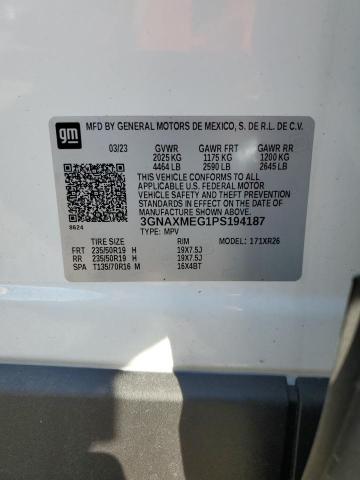 gm
MFD BY GENERAL MOTORS DE MEXICO, S. DE R.L. DE C.V.
03/23 GVWR GAWR FRT GAWR RR
2025 KG 1175 KG 1200 KG
4464 LB 2590 LB 2645 LB
THIS VEHICLE CONFORMS TO ALL
APPLICABLE U.S. FEDERAL MOTOR
VEHICLE SAFETY AND THEFT PREVENTION
STANDARDS IN EFFECT ON THE DATE
OF MANUFACTURE SHOWN ABOVE.
8624 3GNAXMEG1PS194187
TYPE: MPV
TIRE SIZE RIM MODEL: 1XR26
FRT 235/50R19 H 19X7.5J
RR 235/50R19 H 19X7.5J
SPA T135/70R16 M 16X4BT